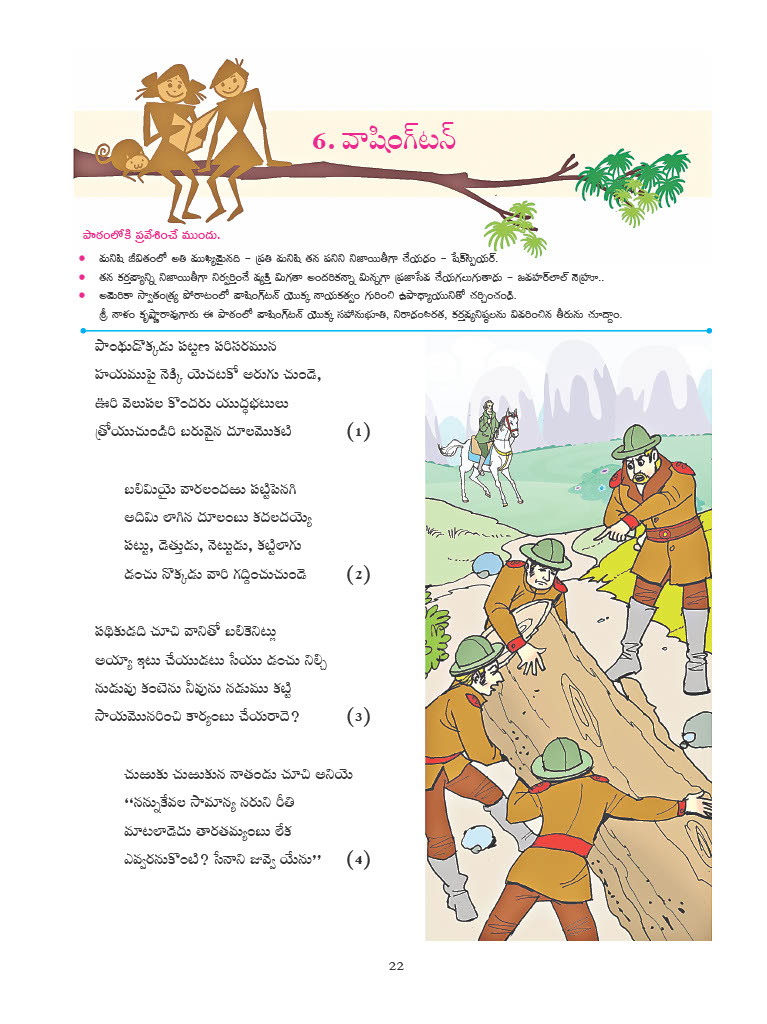 6. వాషింగ్‌టన్
పాఠంలోకి ప్రవేశించే ముందు.
• మనిషి జీవితంలో అతి ముఖ్యమైనది – ప్రతి మనిషి తన పనిని నిజాయితీగా చేయడం – షేక్‌స్పియర్.
• తన కర్తవ్యాన్ని నిజాయితీగా నిర్వర్తించే వ్యక్తి మిగతా అందరికన్నా మిన్నగా ప్రజాసేవ చేయగలుగుతాడు – జవహర్‌లాల్ నెహ్రూ..
• అమెరికా స్వాతంత్ర్య పోరాటంలో వాషింగ్‌టన్ యొక్క నాయకత్వం గురించి ఉపాధ్యాయునితో చర్చించండి.
శ్రీ నాళం కృష్ణారావుగారు ఈ పాఠంలో వాషింగ్‌టన్ యొక్క సహానుభూతి, నిరాడంబరత, కర్తవ్యనిష్ఠలను వివరించిన తీరును చూద్దాం.
పాంథుడొక్కడు పట్టణ పరిసరమున
హయముపై నెక్కి యెచటకో అరుగు చుండె,
ఊరి వెలుపల కొందరు యుద్ధభటులు
త్రోయుచుండిరి బరువైన దూలమొకటి (1)
బలిమియై వారలందఱు పట్టిపెనగి
అదిమి లాగిన దూలంబు కదలదయ్యె
పట్టు, డెత్తుడు, నెట్టుడు, కట్టిలాగు
డంచు నొక్కడు వారి గద్దించుచుండె (2)
పథికుడది చూచి వానితో బలికెనిట్లు
అయ్యా ఇటు చేయుడటు సేయు డంచు నిల్చి
నుడువు కంటెను నీవును నడుము కట్టి
సాయమొనరించి కార్యంబు చేయరాదె? (3)
చుఱుకు చుఱుకున నాతండు చూచి అనియె
“నన్నుకేవల సామాన్య నరుని రీతి
మాటలాడెదు తారతమ్యంబు లేక
ఎవ్వరనుకొంటి? సేనాని జువ్వె యేను” (4)
22